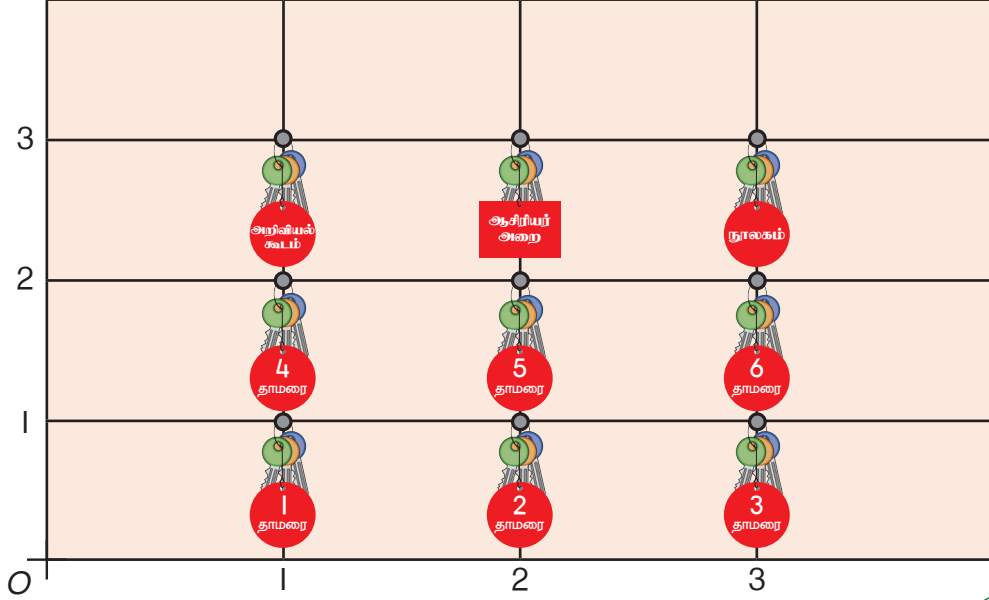 3
அறிவியல்
கூடம்
ஆசிரியர்
அறை
நூலகம்
2
4
தாமரை
5
தாமரை
6
தாமரை
1
1
தாமரை
2
தாமரை
3
தாமரை
O
1
2
3